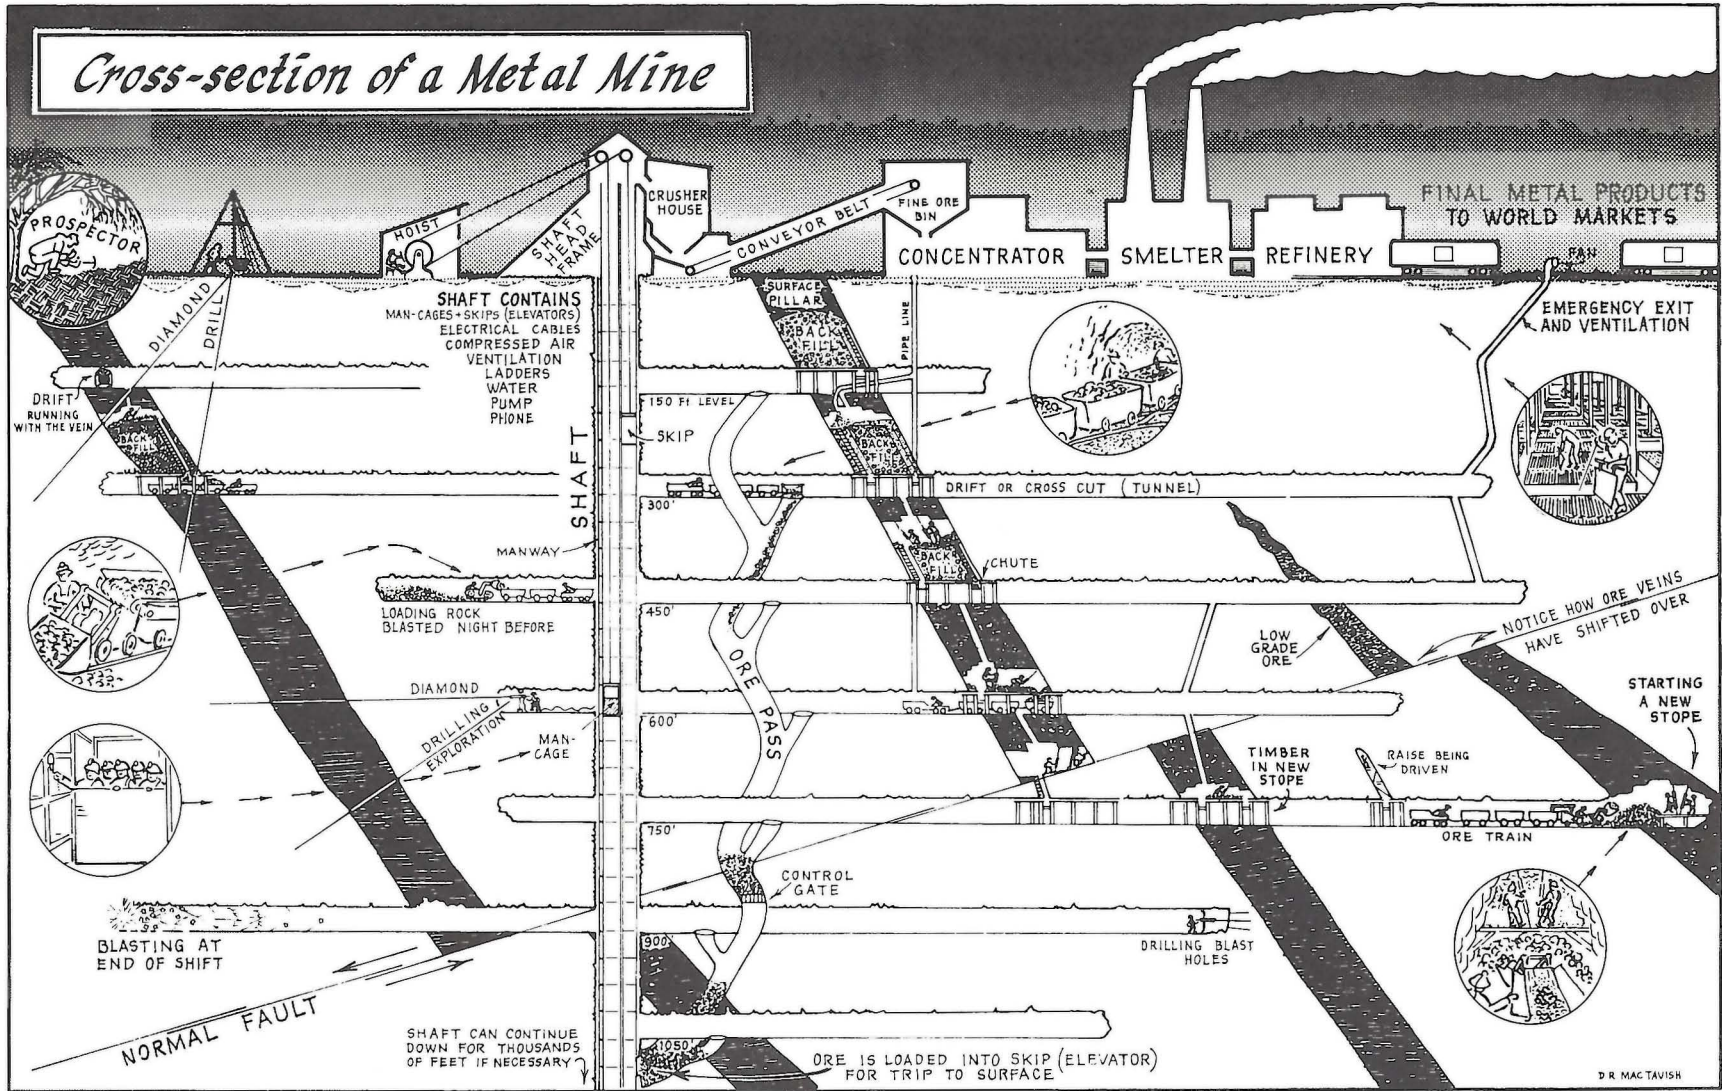 Cross-section of a Metal Mine
PROSPECTOR
DIAMOND
DRILL
HOIST
SHAFT
HEAD
FRAME
CRUSHER
HOUSE
CONVEYOR BELT
FINE ORE
BIN
CONCENTRATOR
SMELTER
REFINERY
FINAL METAL PRODUCTS
TO WORLD MARKETS
FAN
EMERGENCY EXIT
AND VENTILATION
SHAFT CONTAINS
MAN-CAGES + SKIPS (ELEVATORS)
ELECTRICAL CABLES
COMPRESSED AIR
VENTILATION
LADDERS
WATER
PUMP
PHONE
SURFACE
PILLAR
BACK
FILL
PIPE LINE
DRIFT
RUNNING
WITH THE VEIN
BACK
FILL
150 Ft LEVEL
SKIP
SHAFT
BACK
FILL
DRIFT OR CROSS CUT (TUNNEL)
300'
MANWAY
BACK
FILL
CHUTE
LOADING ROCK
BLASTED NIGHT BEFORE
450'
ORE PASS
LOW
GRADE
ORE
NOTICE HOW ORE VEINS
HAVE SHIFTED OVER
DIAMOND
DRILLING
EXPLORATION
MAN-
CAGE
600'
STARTING
A NEW
STOPE
TIMBER
IN NEW
STOPE
RAISE BEING
DRIVEN
750'
ORE TRAIN
CONTROL
GATE
BLASTING AT
END OF SHIFT
900'
DRILLING BLAST
HOLES
NORMAL FAULT
SHAFT CAN CONTINUE
DOWN FOR THOUSANDS
OF FEET IF NECESSARY
1050'
ORE IS LOADED INTO SKIP (ELEVATOR)
FOR TRIP TO SURFACE
D R MACTAVISH